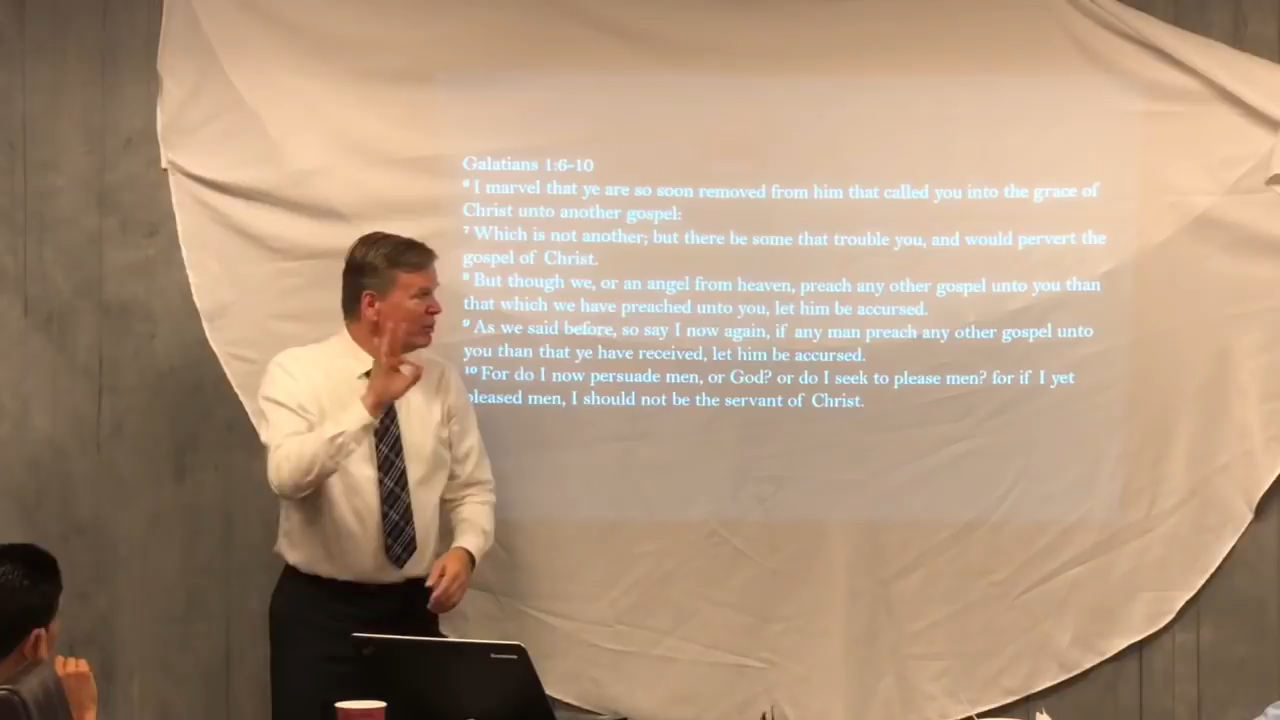 Galatians 1:6–10
⁶ I marvel that ye are so soon removed from him that called you into the grace of
Christ unto another gospel:
⁷ Which is not another; but there be some that trouble you, and would pervert the
gospel of Christ.
⁸ But though we, or an angel from heaven, preach any other gospel unto you than
that which we have preached unto you, let him be accursed.
⁹ As we said before, so say I now again, if any man preach any other gospel unto
you than that ye have received, let him be accursed.
¹⁰ For do I now persuade men, or God? or do I seek to please men? for if I yet
pleased men, I should not be the servant of Christ.